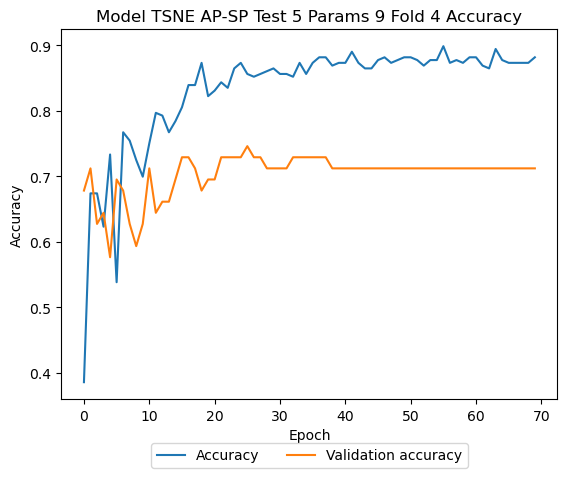 Model TSNE AP-SP Test 5 Params 9 Fold 4 Accuracy
0.9
0.8
0.7
0.6
0.5
0.4
Accuracy
0 10 20 30 40 50 60 70
Epoch
Accuracy Validation accuracy